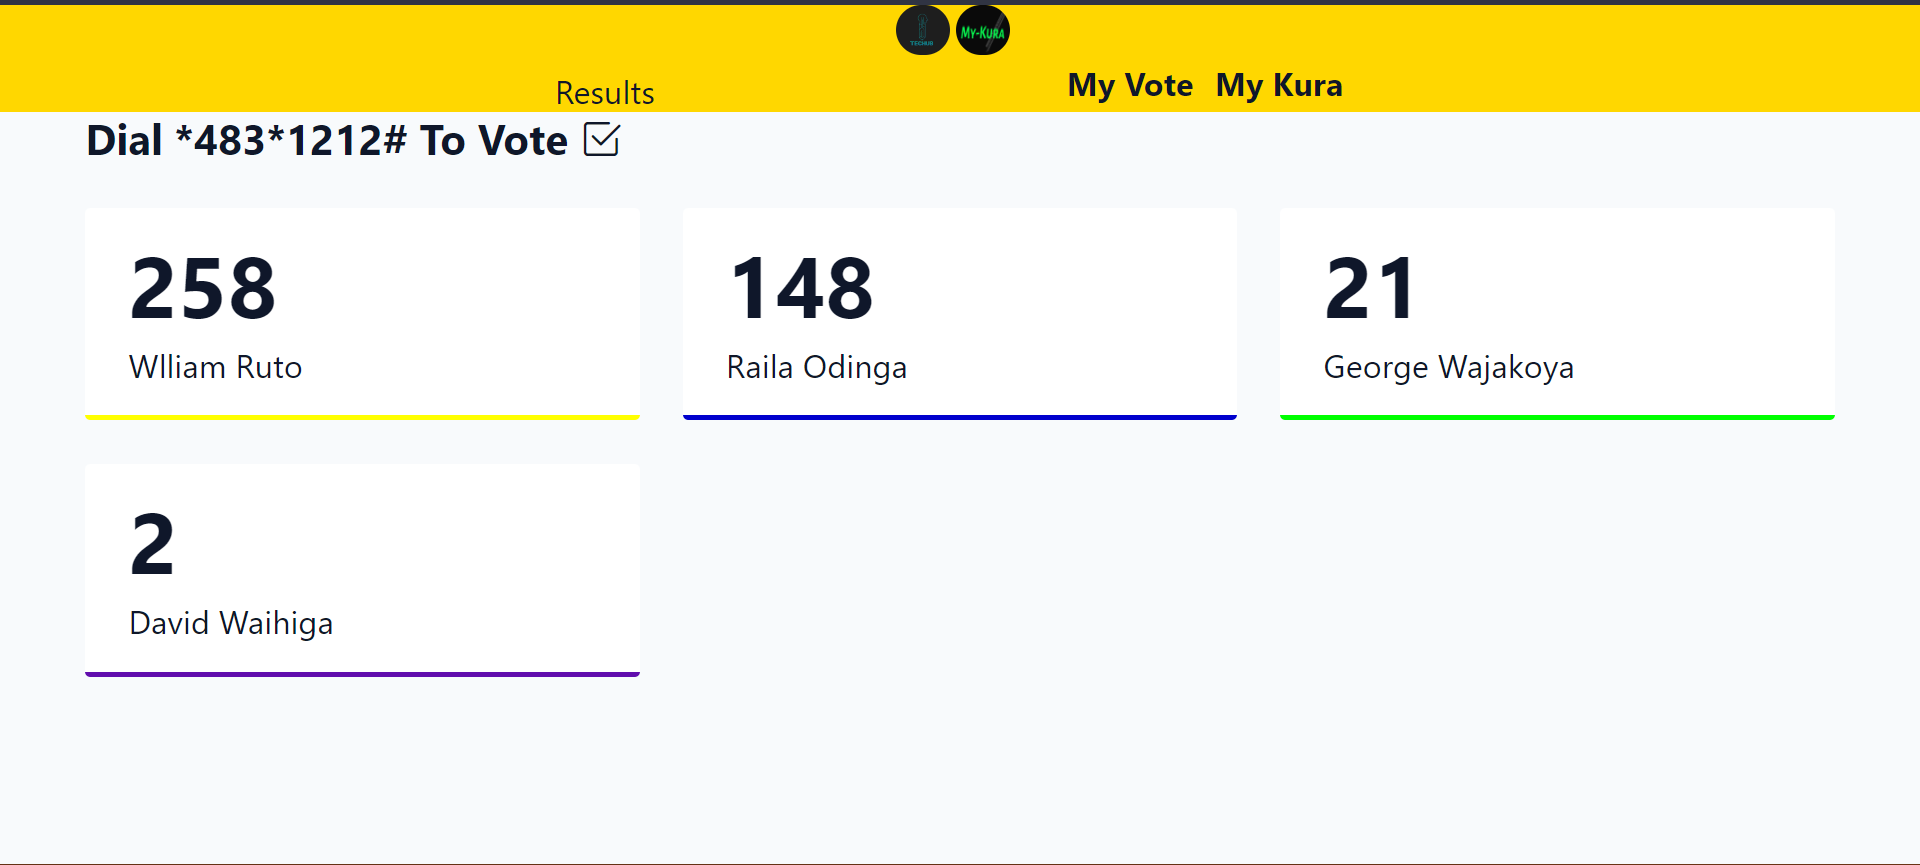 TECHUB
My-Kura
Results
My Vote My Kura
Dial *483*1212# To Vote
258
Wlliam Ruto
148
Raila Odinga
21
George Wajakoya
2
David Waihiga